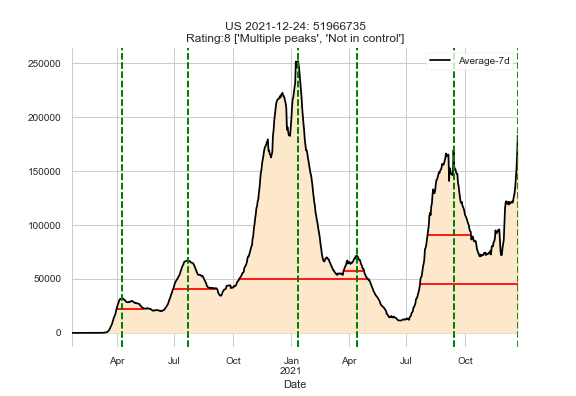 US 2021-12-24: 51966735
Rating:8 ['Multiple peaks', 'Not in control']
Average-7d
250000
200000
150000
100000
50000
0
Apr
Jul
Oct
Jan
2021
Apr
Jul
Oct
Date